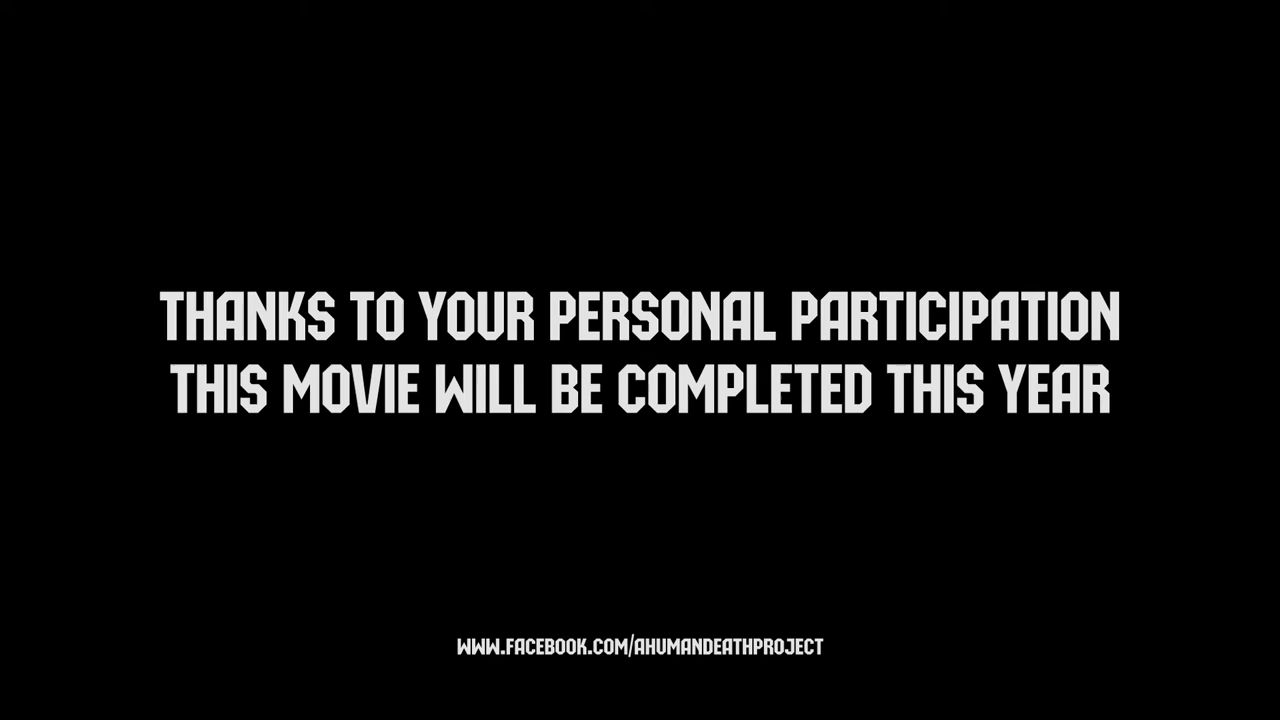 THANKS TO YOUR PERSONAL PARTICIPATION
THIS MOVIE WILL BE COMPLETED THIS YEAR
WWW.FACEBOOK.COM/AHUMANDEATHPROJECT